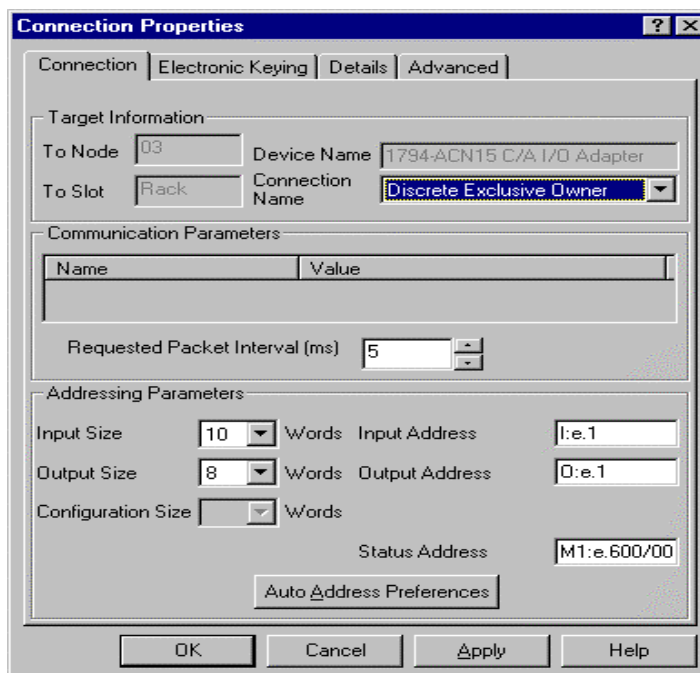 Connection Properties
Connection Electronic Keying Details Advanced
Target Information
To Node 03 Device Name 1794-ACN15 C/A I/O Adapter
To Slot Rack Connection Name Discrete Exclusive Owner
Communication Parameters
Name Value
Requested Packet Interval (ms) 5
Addressing Parameters
Input Size 10 Words Input Address I:e.1
Output Size 8 Words Output Address O:e.1
Configuration Size Words
Status Address M1:e.600/00
Auto Address Preferences
OK Cancel Apply Help